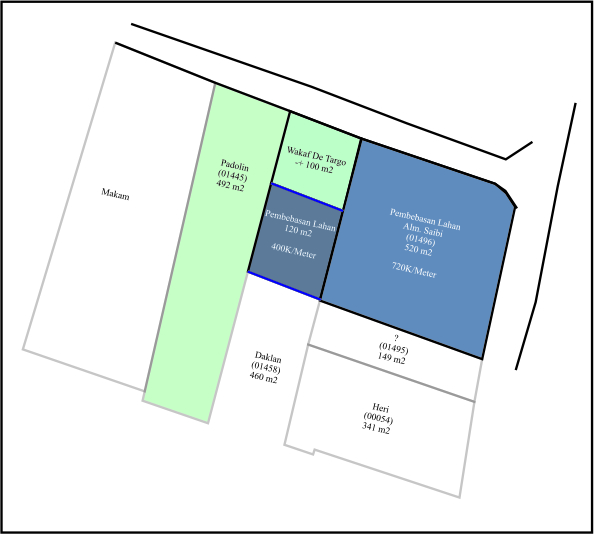 Makam
Padolin
(01445)
492 m2
Wakaf De Targo
-+ 100 m2
Pembebasan Lahan
120 m2
400K/Meter
Pembebasan Lahan
Alm. Saibi
(01496)
520 m2
720K/Meter
?
(01495)
149 m2
Daklan
(01458)
460 m2
Heri
(00054)
341 m2